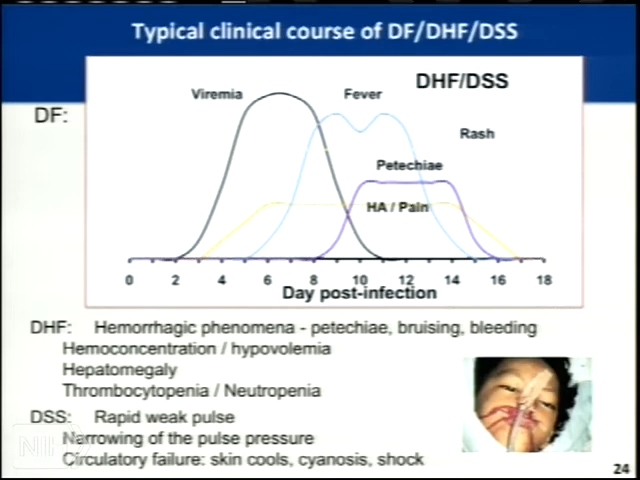 Typical clinical course of DF/DHF/DSS
DF:
DHF/DSS
Viremia
Fever
Rash
Petechiae
HA / Pain
0 2 4 6 8 10 12 14 16 18
Day post-infection
DHF: Hemorrhagic phenomena - petechiae, bruising, bleeding
Hemoconcentration / hypovolemia
Hepatomegaly
Thrombocytopenia / Neutropenia
DSS: Rapid weak pulse
Narrowing of the pulse pressure
Circulatory failure: skin cools, cyanosis, shock
NIH
24